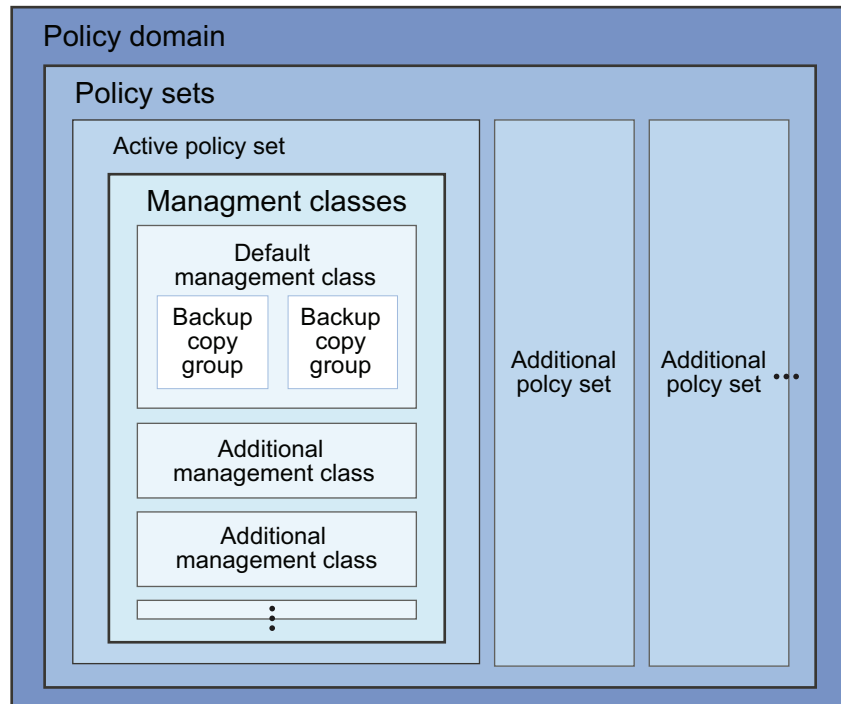 Policy domain
Policy sets
Active policy set
Managment classes
Default
management class
Backup
copy
group
Backup
copy
group
Additional
management class
Additional
management class
Additional
polcy set
Additional
polcy set